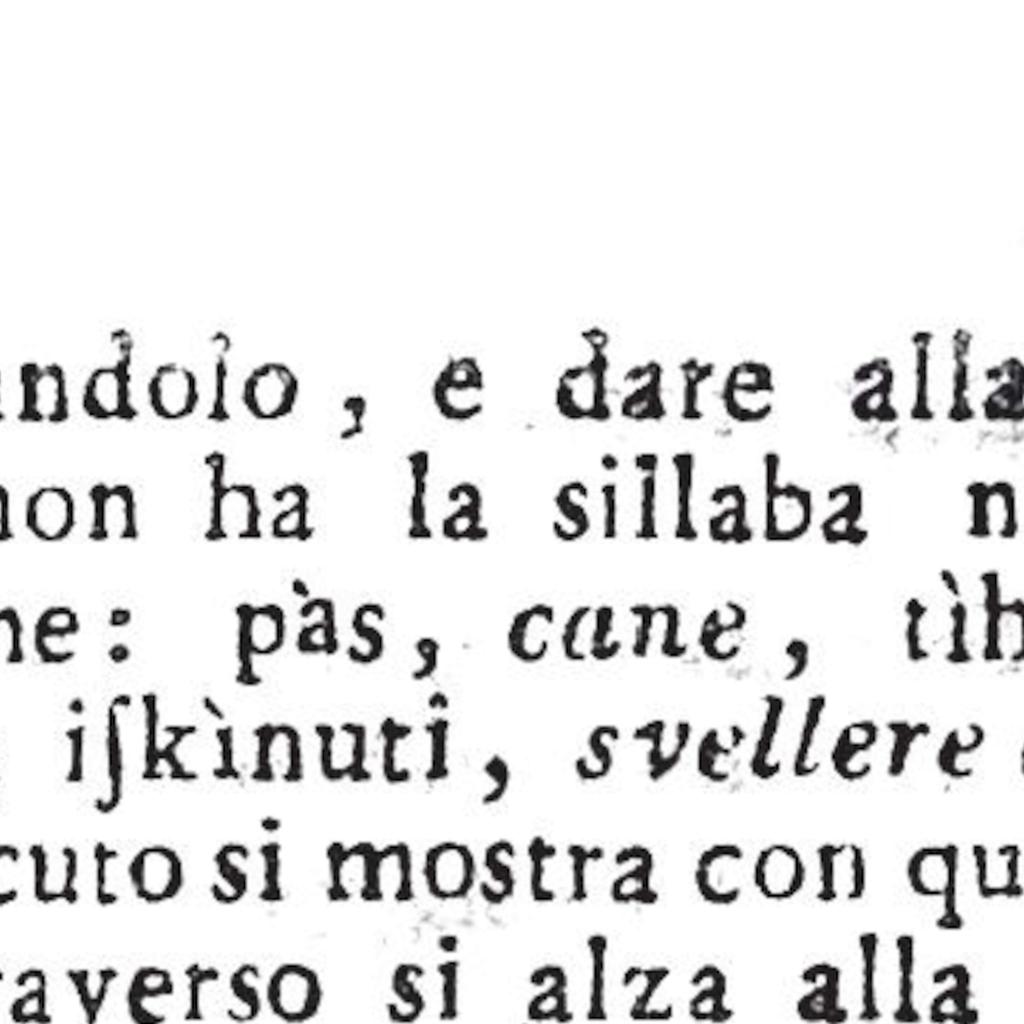 ndolo, e dare alla
non ha la sillaba n
ne: pàs, cane, tìh
iſkìnuti, svellere
cuto si mostra con qu
raverso si alza alla